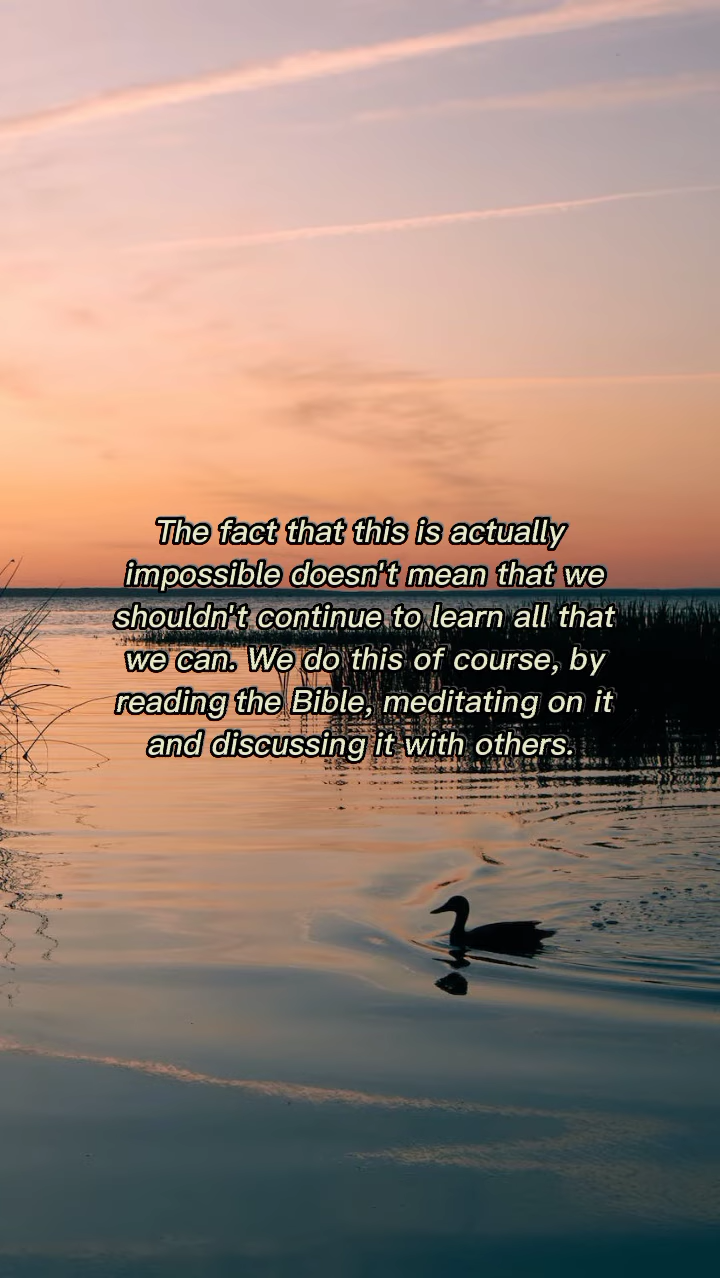 The fact that this is actually
impossible doesn't mean that we
shouldn't continue to learn all that
we can. We do this of course, by
reading the Bible, meditating on it
and discussing it with others.